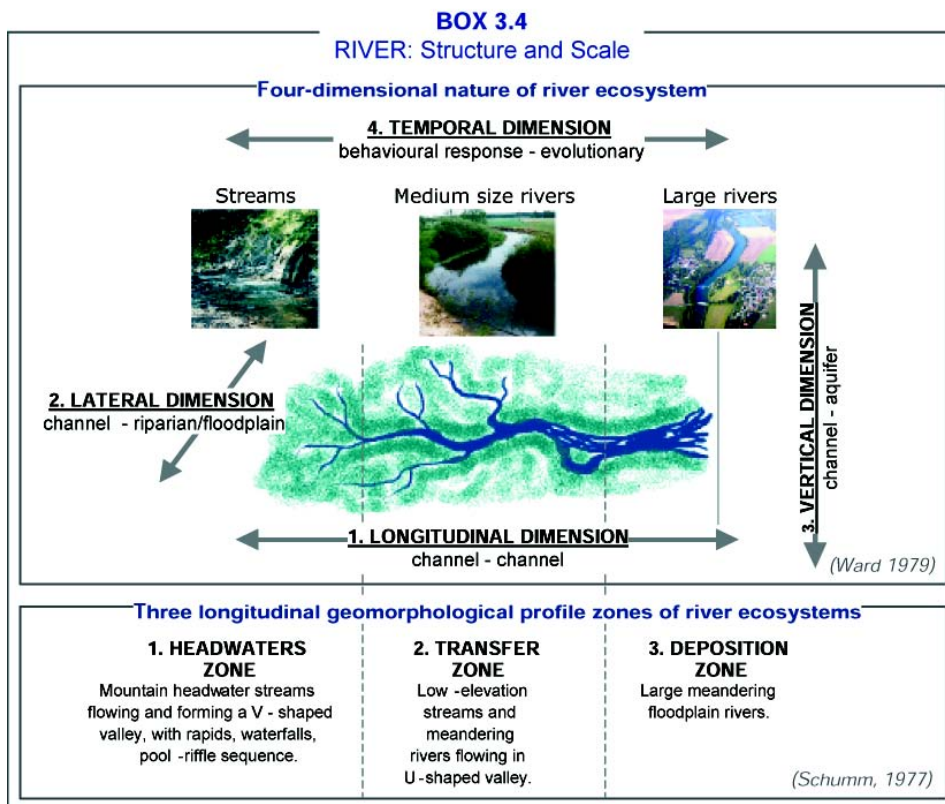 BOX 3.4
RIVER: Structure and Scale
Four-dimensional nature of river ecosystem
4. TEMPORAL DIMENSION
behavioural response - evolutionary
Streams
Medium size rivers
Large rivers
2. LATERAL DIMENSION
channel - riparian/floodplain
3. VERTICAL DIMENSION
channel - aquifer
1. LONGITUDINAL DIMENSION
channel - channel
(Ward 1979)
Three longitudinal geomorphological profile zones of river ecosystems
1. HEADWATERS
ZONE
Mountain headwater streams
flowing and forming a V - shaped
valley, with rapids, waterfalls,
pool -riffle sequence.
2. TRANSFER
ZONE
Low -elevation
streams and
meandering
rivers flowing in
U -shaped valley.
3. DEPOSITION
ZONE
Large meandering
floodplain rivers.
(Schumm, 1977)